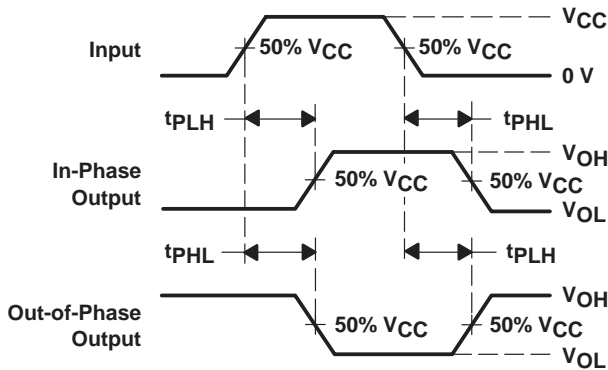 VCC
Input
50% VCC
50% VCC
0 V
tPLH
tPHL
VOH
In-Phase
Output
50% VCC
50% VCC
VOL
tPHL
tPLH
VOH
Out-of-Phase
Output
50% VCC
50% VCC
VOL